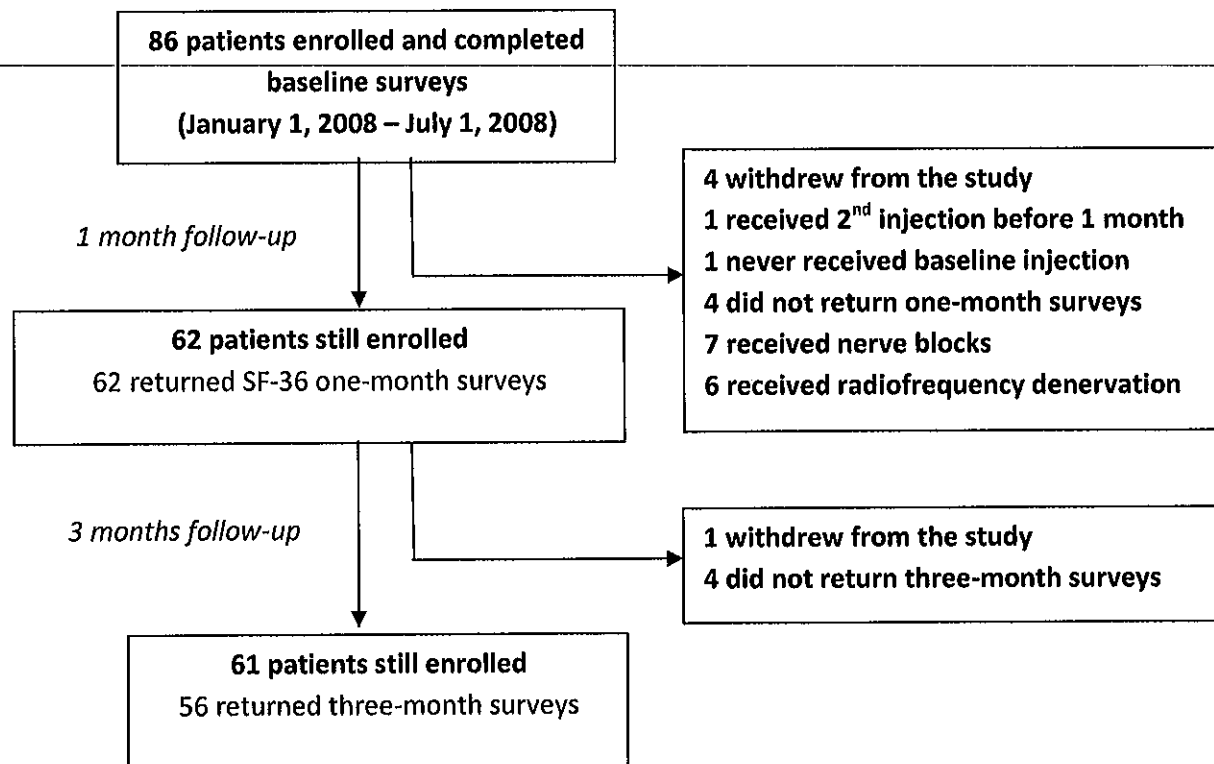 86 patients enrolled and completed
baseline surveys
(January 1, 2008 – July 1, 2008)
4 withdrew from the study
1 received 2nd injection before 1 month
1 never received baseline injection
4 did not return one-month surveys
7 received nerve blocks
6 received radiofrequency denervation
1 month follow-up
62 patients still enrolled
62 returned SF-36 one-month surveys
3 months follow-up
1 withdrew from the study
4 did not return three-month surveys
61 patients still enrolled
56 returned three-month surveys